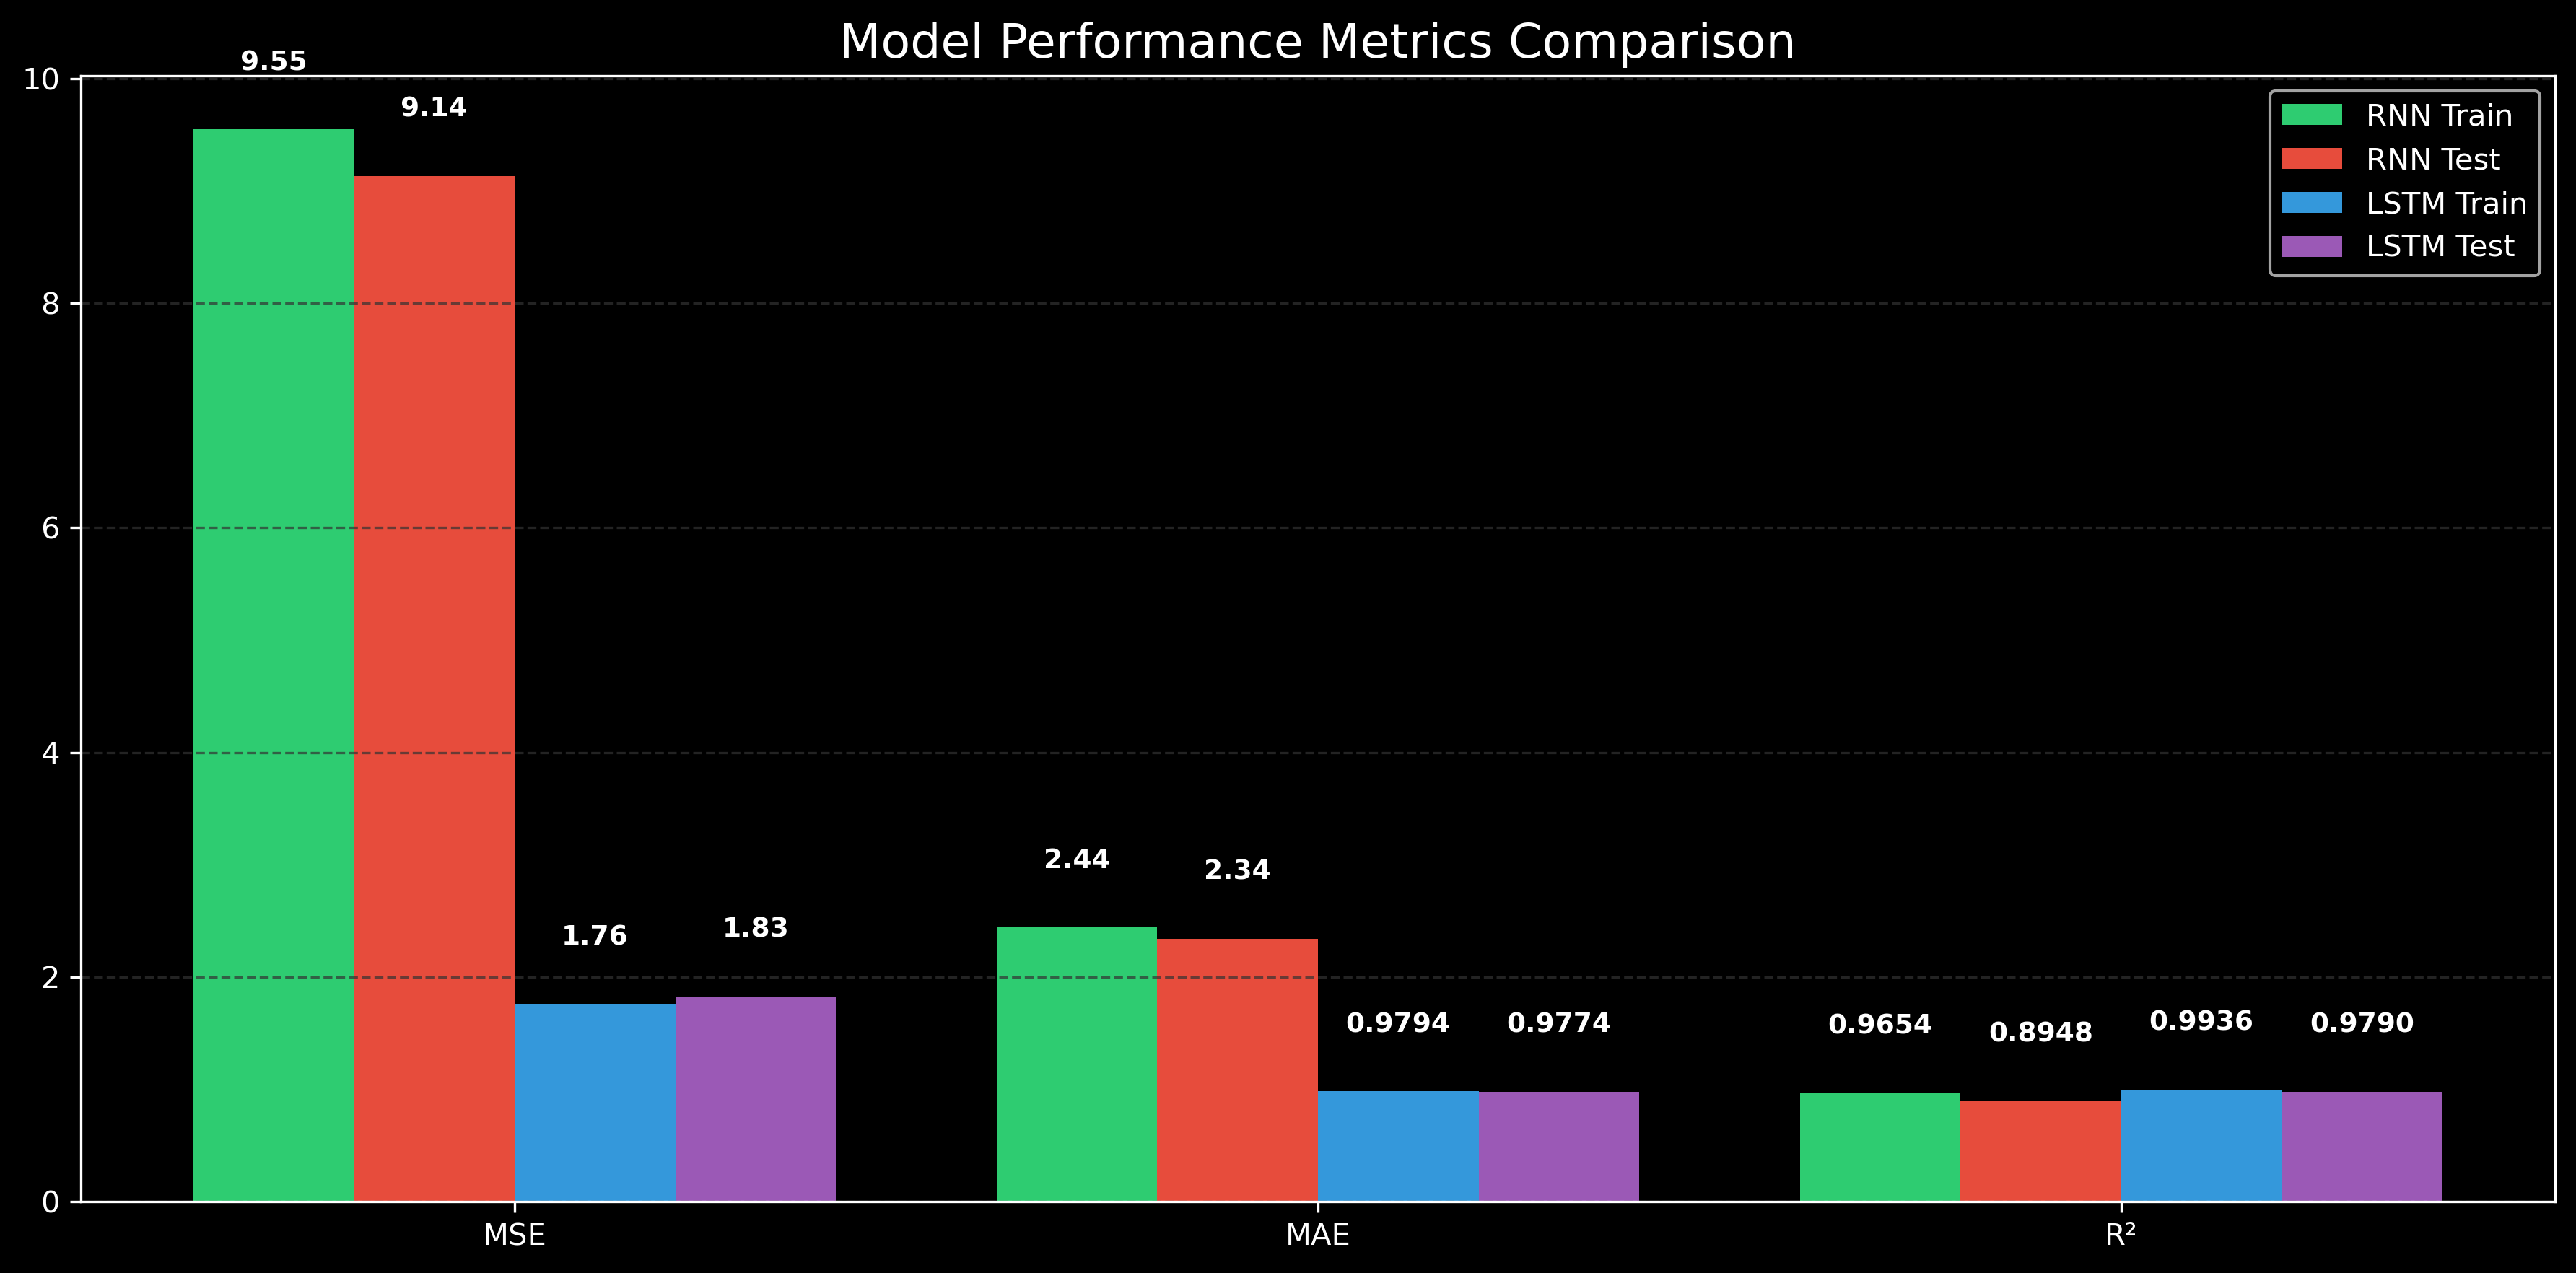 Model Performance Metrics Comparison
10
8
6
4
2
0
9.55
9.14
1.76
1.83
2.44
2.34
0.9794
0.9774
0.9654
0.8948
0.9936
0.9790
RNN Train
RNN Test
LSTM Train
LSTM Test
MSE
MAE
R²